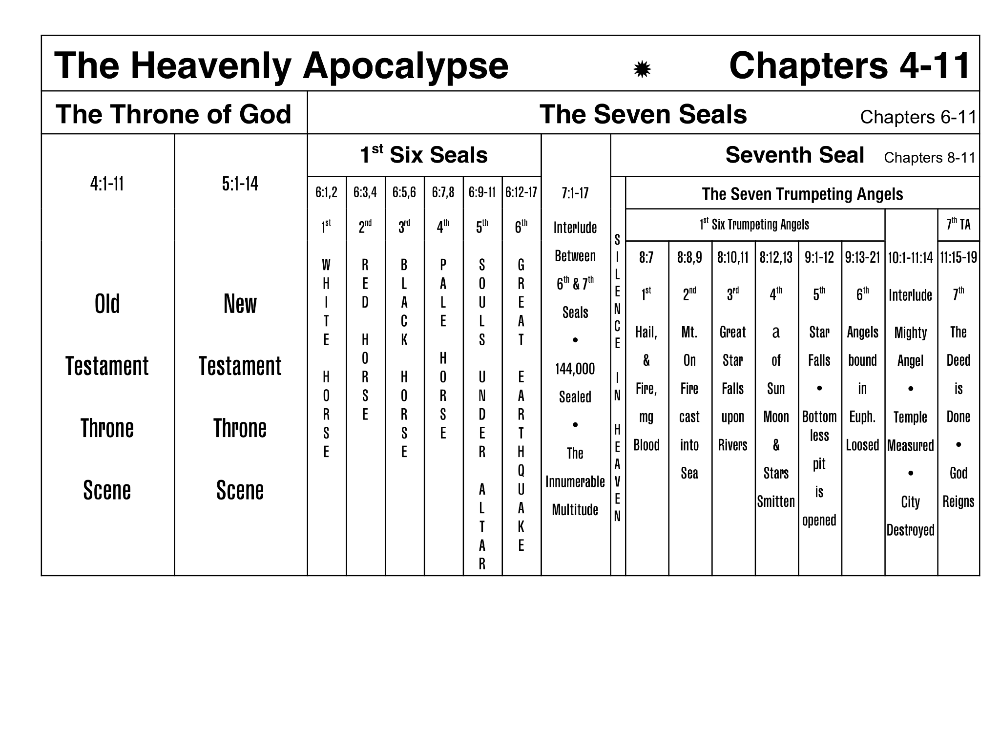 The Heavenly Apocalypse ✹ Chapters 4-11
The Throne of God
The Seven Seals Chapters 6-11
4:1-11
Old
Testament
Throne
Scene
5:1-14
New
Testament
Throne
Scene
1st Six Seals
6:1,2
1st
WHITE HORSE
6:3,4
2nd
RED HORSE
6:5,6
3rd
BLACK HORSE
6:7,8
4th
PALE HORSE
6:9-11
5th
SOULS UNDER ALTAR
6:12-17
6th
GREAT EARTHQUAKE
7:1-17
Interlude
Between
6th & 7th
Seals
•
144,000
Sealed
•
The
Innumerable
Multitude
Seventh Seal Chapters 8-11
SILENCE IN HEAVEN
The Seven Trumpeting Angels
1st Six Trumpeting Angels
8:7
1st
Hail,
&
Fire,
mg
Blood
8:8,9
2nd
Mt.
On
Fire
cast
into
Sea
8:10,11
3rd
Great
Star
Falls
upon
Rivers
8:12,13
4th
a
of
Sun
Moon
&
Stars
Smitten
9:1-12
5th
Star
Falls
•
Bottom
less
pit
is
opened
9:13-21
6th
Angels
bound
in
Euph.
Loosed
10:1-11:14
Interlude
Mighty
Angel
•
Temple
Measured
•
City
Destroyed
7th TA
11:15-19
7th
The
Deed
is
Done
•
God
Reigns